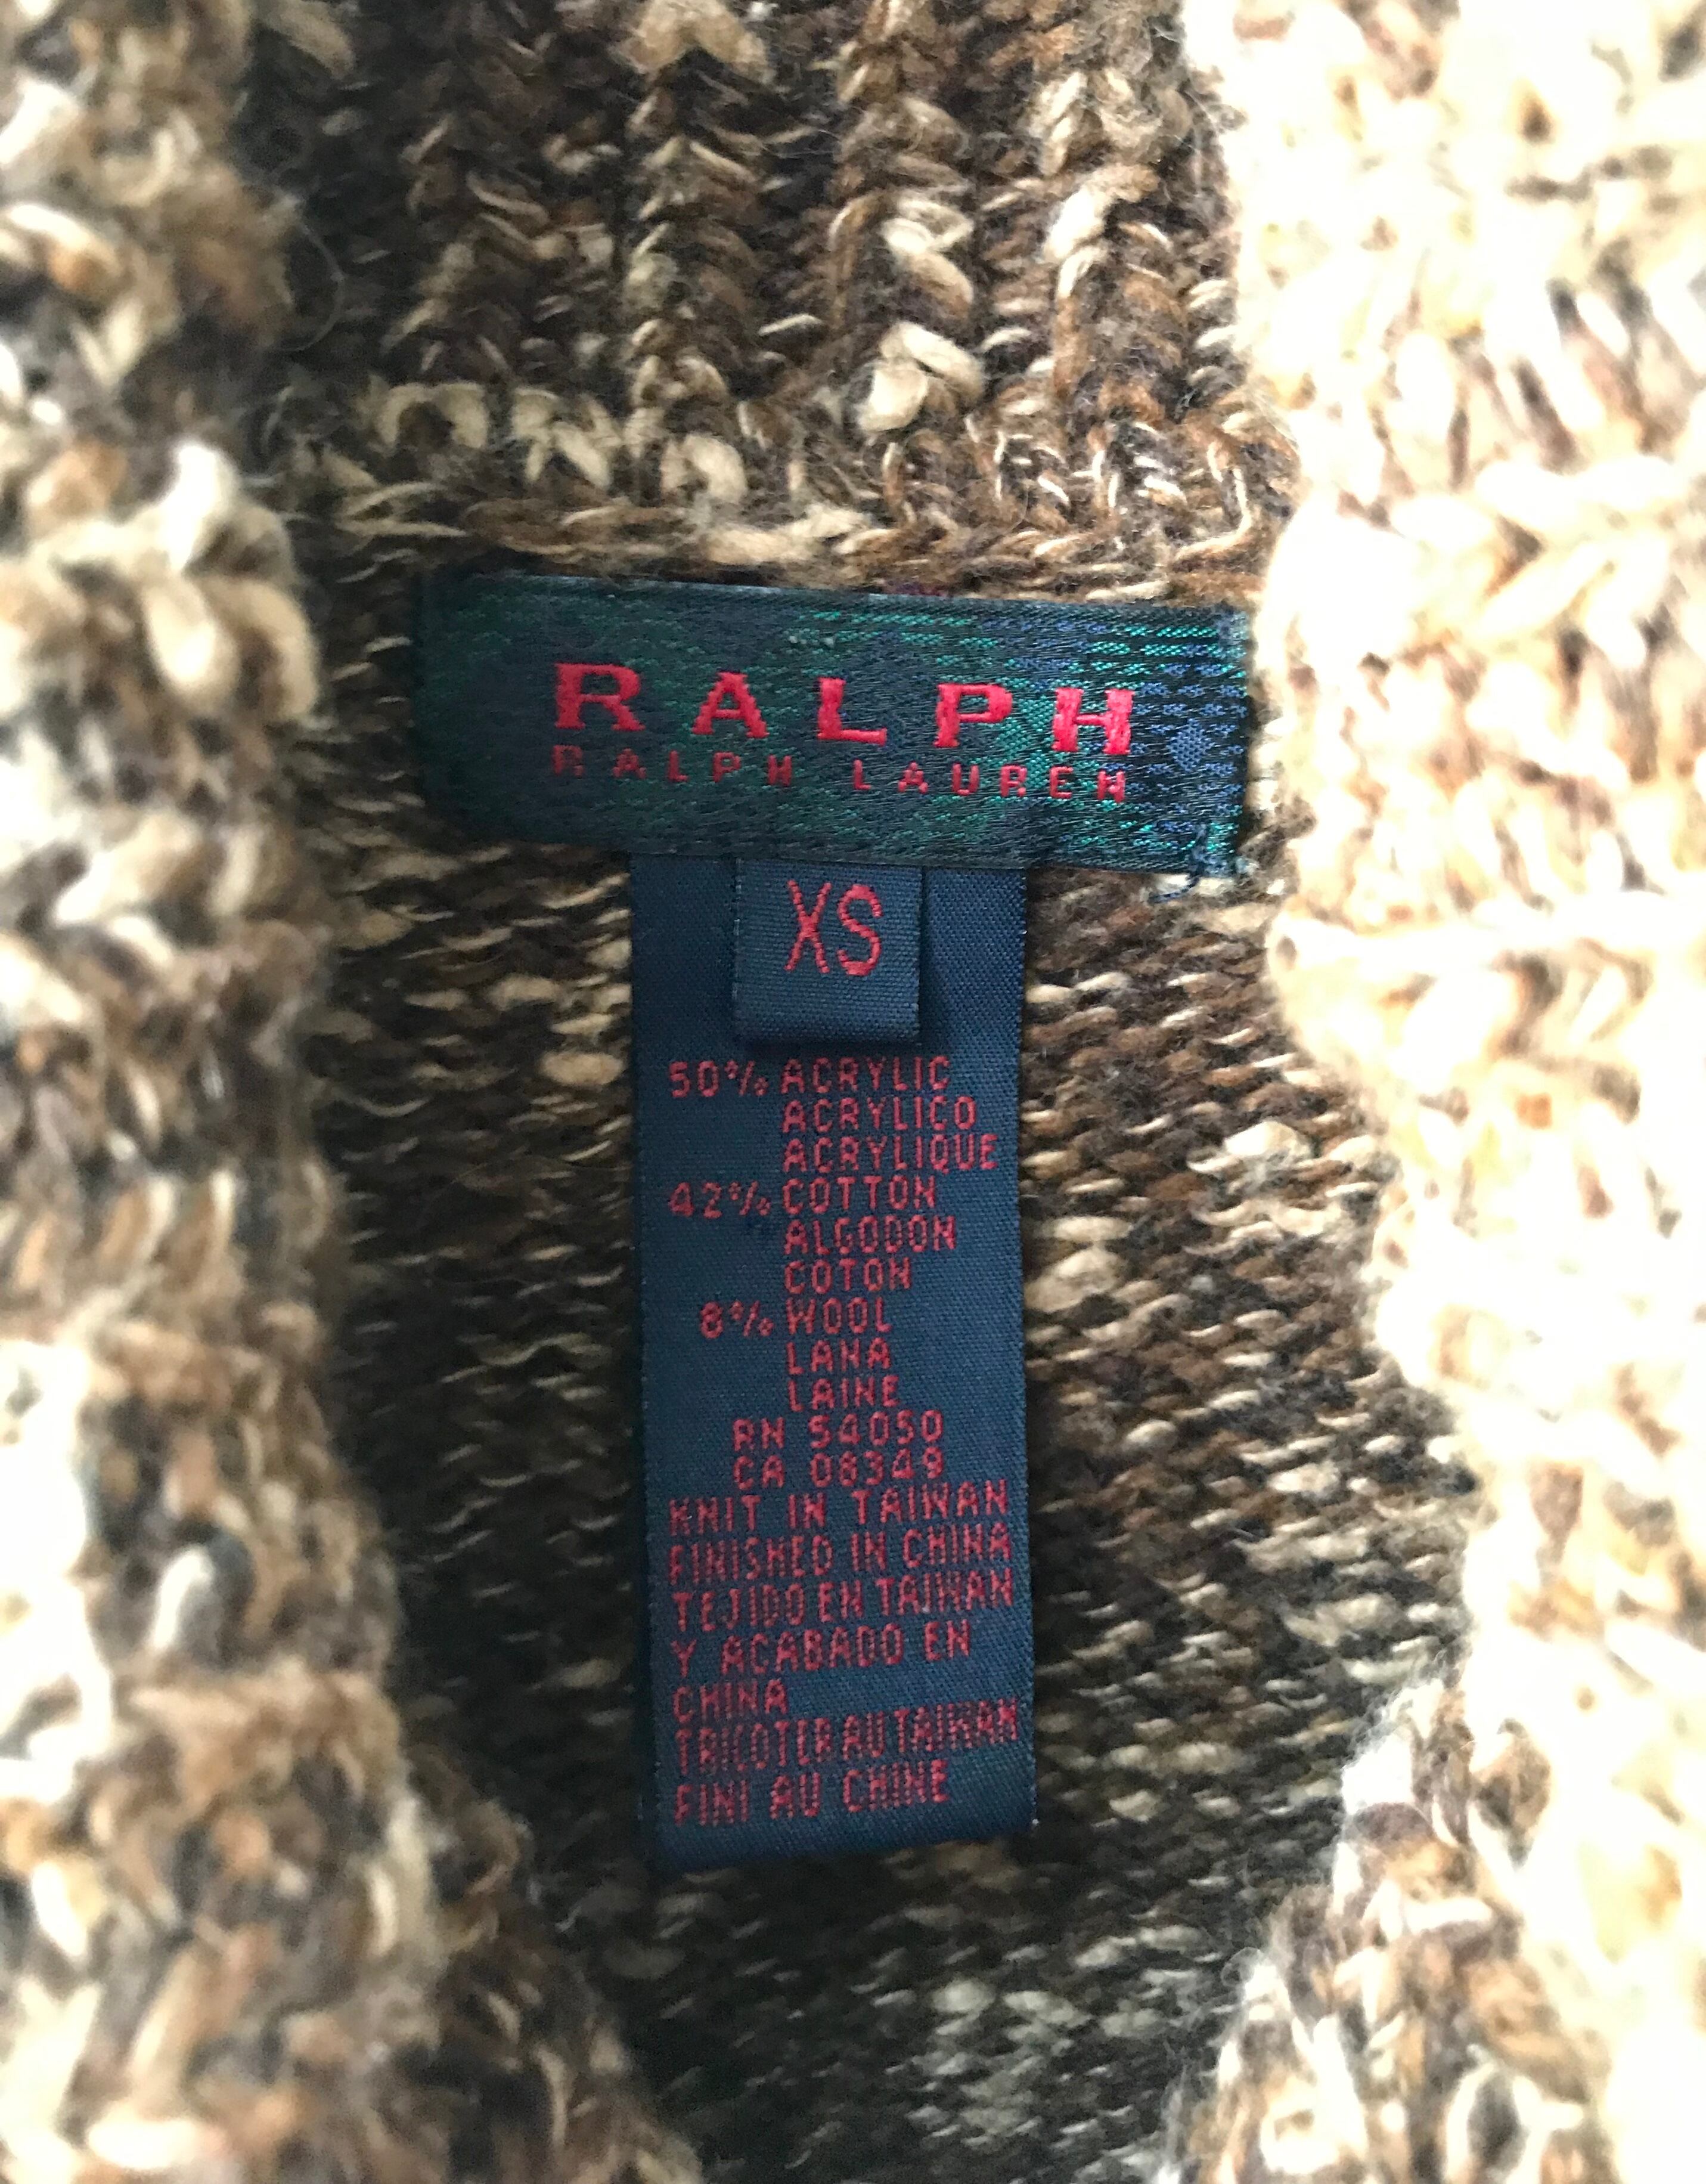 RALPH
RALPH LAUREN
XS
50% ACRYLIC
ACRYLICO
ACRYLIQUE
42% COTTON
ALGODON
COTON
8% WOOL
LANA
LAINE
RN 54050
CA 08349
KNIT IN TAIWAN
FINISHED IN CHINA
TEJIDO EN TAIWAN
Y ACABADO EN
CHINA
TRICOTER AU TAIWAN
FINI AU CHINE